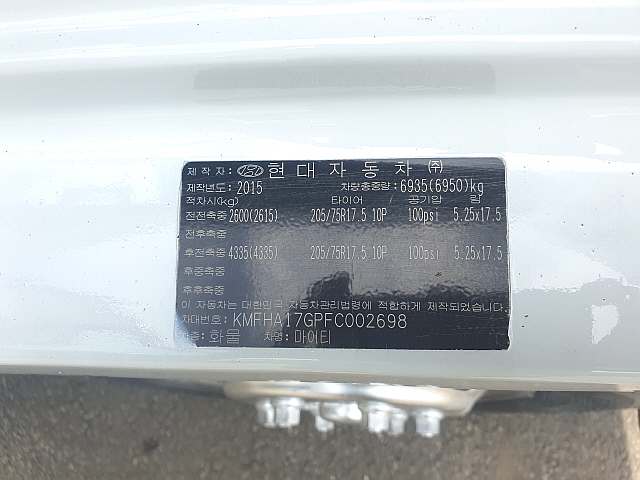 제작자: 현대자동차(주)
제작년도: 2015 차량총중량: 6935(6950)kg
적차시(kg) 타이어 / 공기압 림
전전축중 2600(2615) 205/75R17.5 10P 100psi 5.25x17.5
전후축중
후전축중 4335(4335) 205/75R17.5 10P 100psi 5.25x17.5
후중축중
후후축중
이 자동차는 대한민국 자동차관리법령에 적합하게 제작되었음.
차대번호: KMFHA17GPFC002698
차종: 화물 차명: 마이티